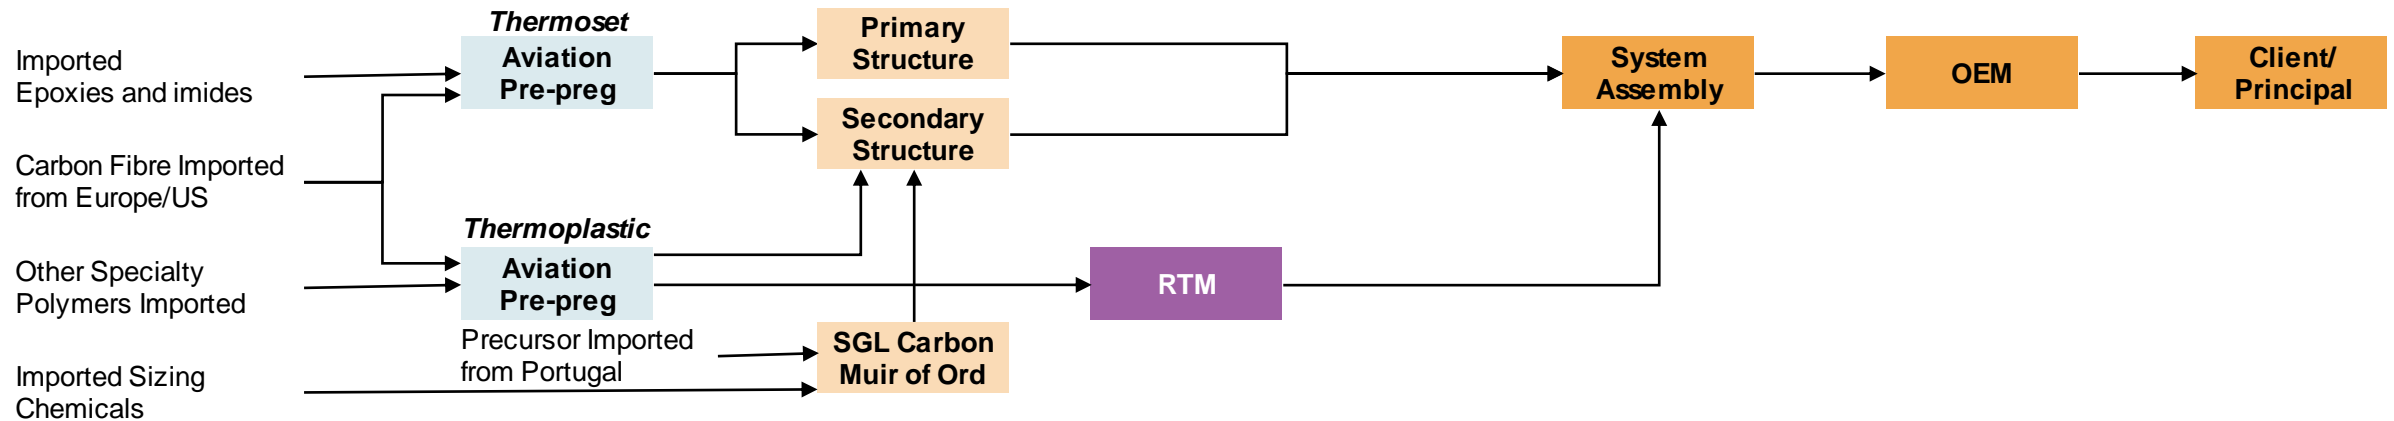 Imported
Epoxies and imides
Carbon Fibre Imported
from Europe/US
Other Specialty
Polymers Imported
Imported Sizing
Chemicals
Thermoset
Aviation
Pre-preg
Thermoplastic
Aviation
Pre-preg
Precursor Imported
from Portugal
Primary
Structure
Secondary
Structure
SGL Carbon
Muir of Ord
RTM
System
Assembly
OEM
Client/
Principal